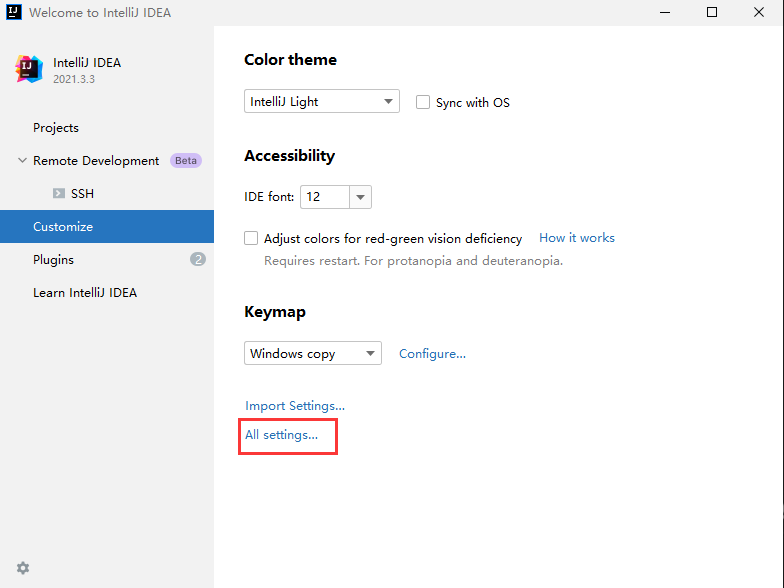 Welcome to IntelliJ IDEA
IntelliJ IDEA
2021.3.3
Projects
Remote Development Beta
SSH
Customize
Plugins 2
Learn IntelliJ IDEA
Color theme
IntelliJ Light Sync with OS
Accessibility
IDE font: 12
Adjust colors for red-green vision deficiency How it works
Requires restart. For protanopia and deuteranopia.
Keymap
Windows copy Configure...
Import Settings...
All settings...